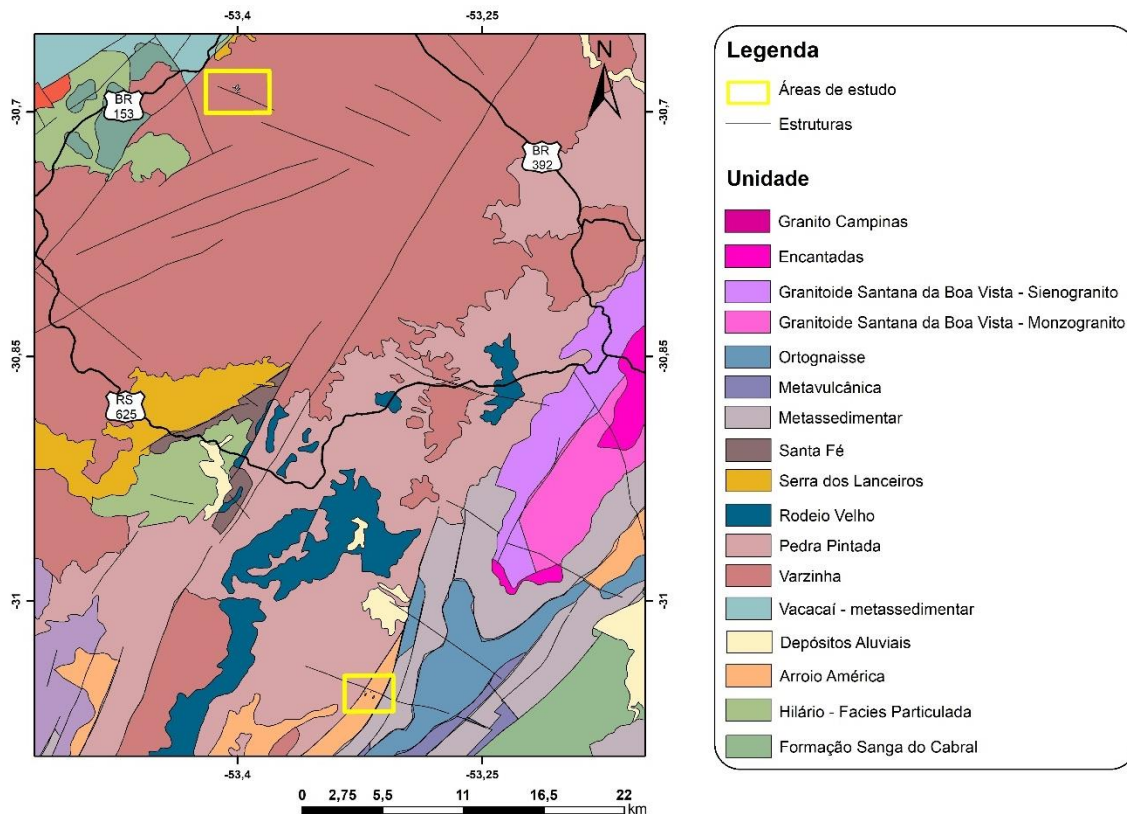 -53,4 -53,25
N
-30,7 -30,7
BR
153
BR
392
-30,85 -30,85
RS
625
-31 -31
-53,4 -53,25
0 2,75 5,5 11 16,5 22
km
Legenda
Áreas de estudo
Estruturas
Unidade
Granito Campinas
Encantadas
Granitoide Santana da Boa Vista - Sienogranito
Granitoide Santana da Boa Vista - Monzogranito
Ortognaisse
Metavulcânica
Metassedimentar
Santa Fé
Serra dos Lanceiros
Rodeio Velho
Pedra Pintada
Varzinha
Vacacaí - metassedimentar
Depósitos Aluviais
Arroio América
Hilário - Facies Particulada
Formação Sanga do Cabral